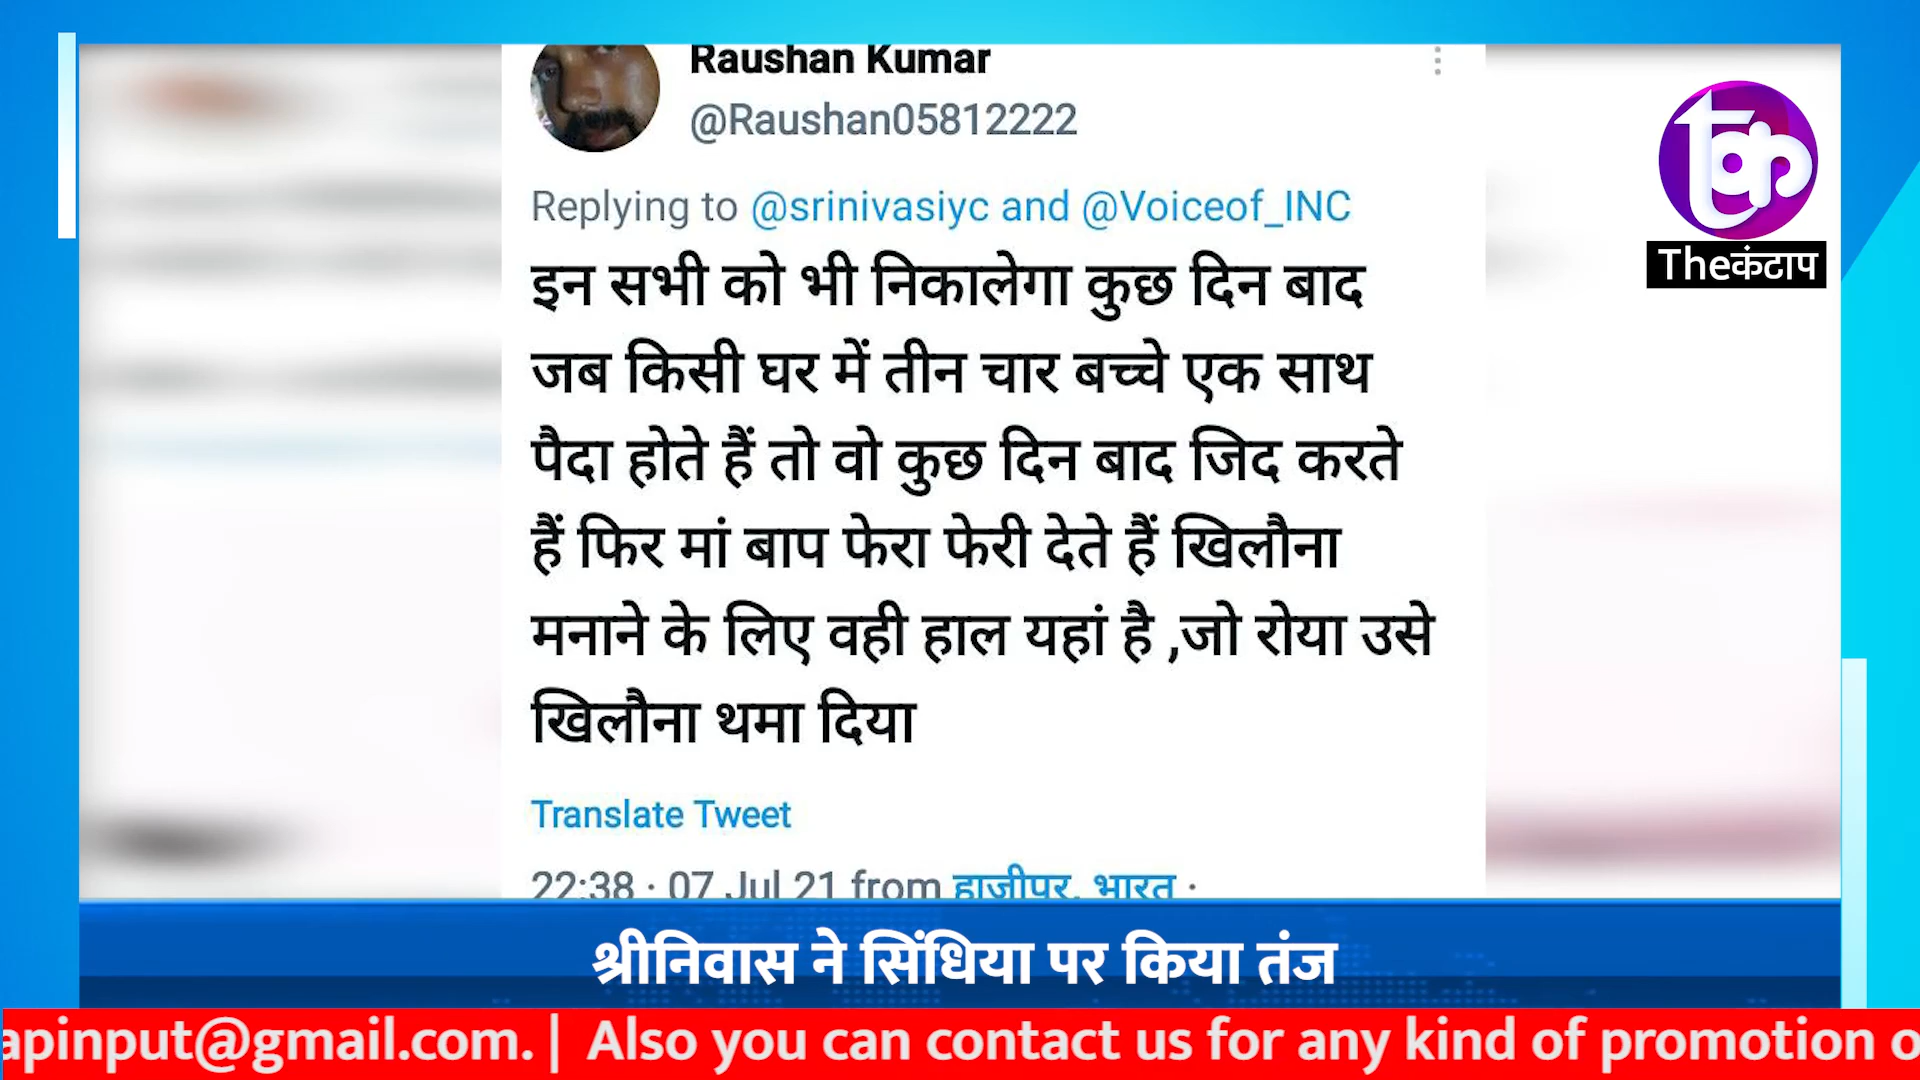 Raushan Kumar
@Raushan05812222
Replying to @srinivasiyc and @Voiceof_INC
इन सभी को भी निकालेगा कुछ दिन बाद
जब किसी घर में तीन चार बच्चे एक साथ
पैदा होते हैं तो वो कुछ दिन बाद जिद करते
हैं फिर मां बाप फेरा फेरी देते हैं खिलौना
मनाने के लिए वही हाल यहां है ,जो रोया उसे
खिलौना थमा दिया
Translate Tweet
22:38 · 07 Jul 21 from हाजीपुर, भारत ·
Theकंटाप
श्रीनिवास ने सिंधिया पर किया तंज
apinput@gmail.com. | Also you can contact us for any kind of promotion o